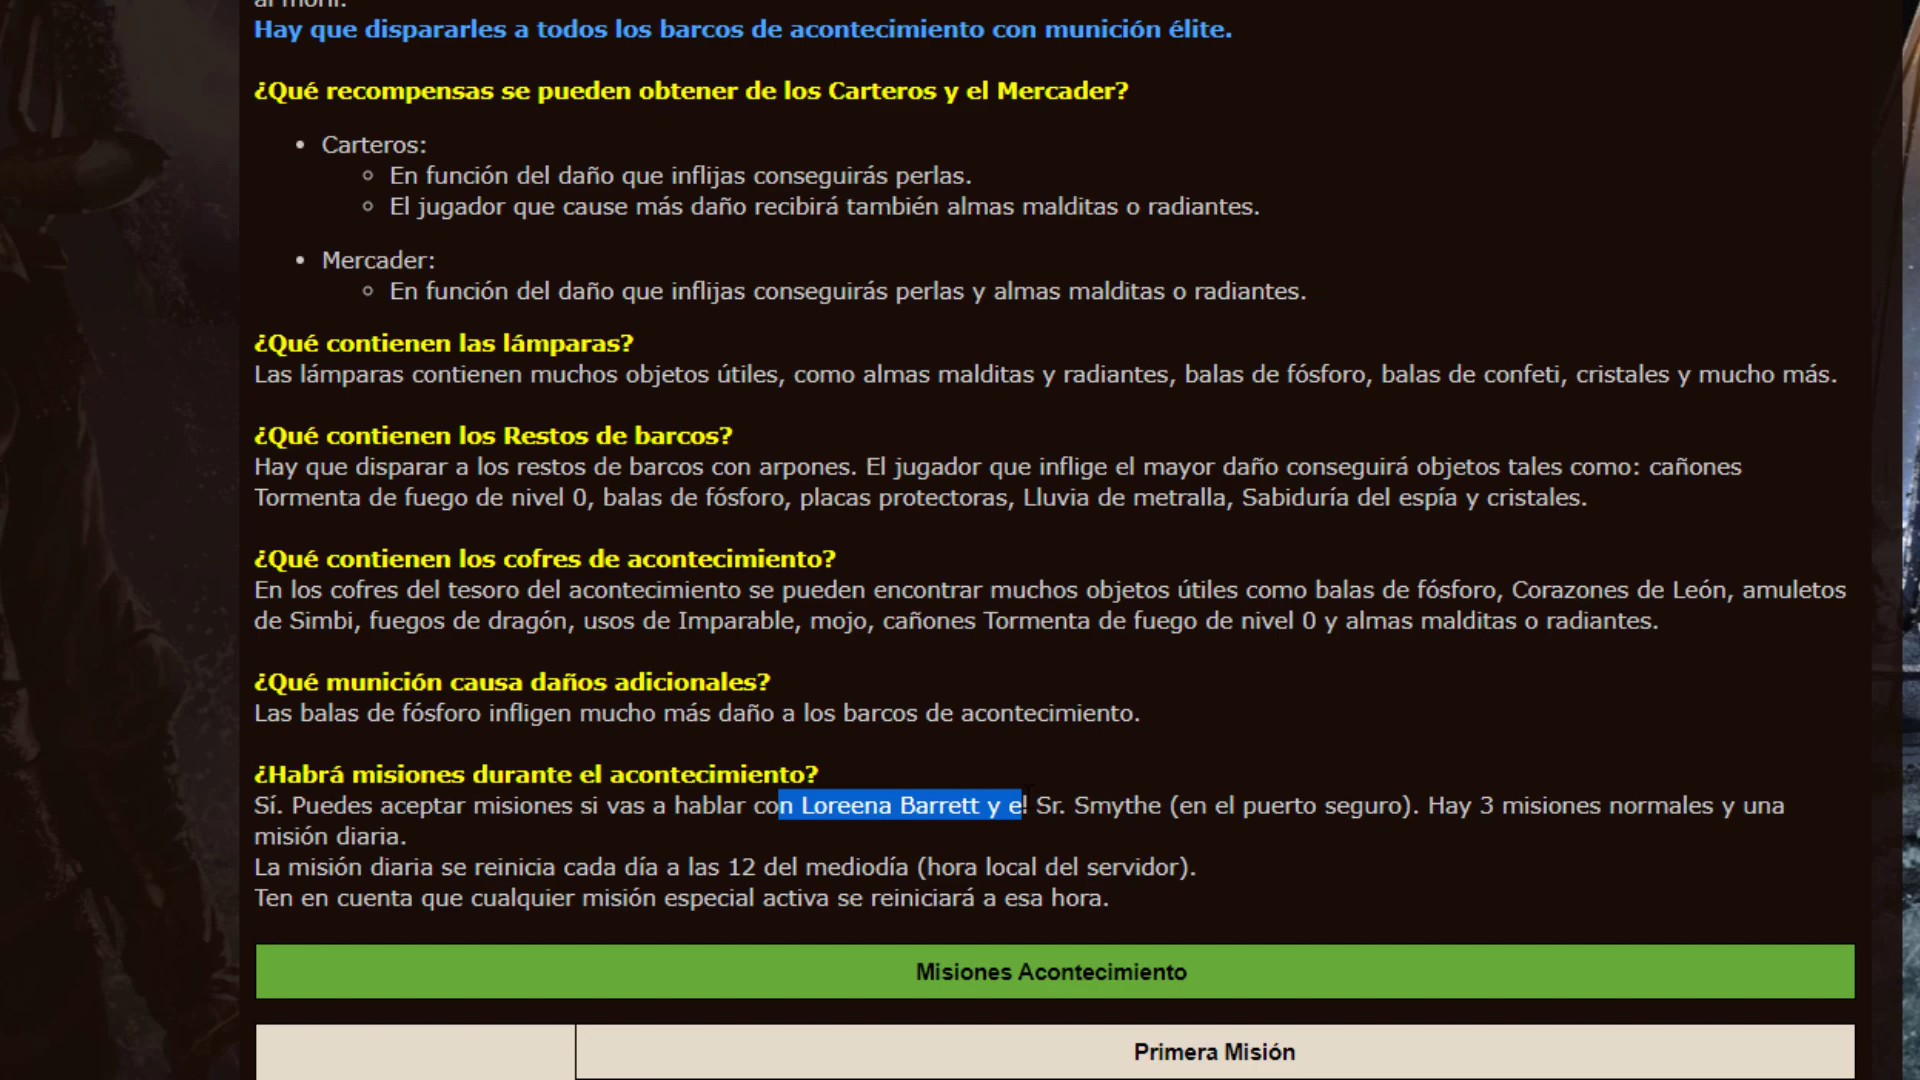 al morir.
Hay que dispararles a todos los barcos de acontecimiento con munición élite.
¿Qué recompensas se pueden obtener de los Carteros y el Mercader?
• Carteros:
○ En función del daño que inflijas conseguirás perlas.
○ El jugador que cause más daño recibirá también almas malditas o radiantes.
• Mercader:
○ En función del daño que inflijas conseguirás perlas y almas malditas o radiantes.
¿Qué contienen las lámparas?
Las lámparas contienen muchos objetos útiles, como almas malditas y radiantes, balas de fósforo, balas de confeti, cristales y mucho más.
¿Qué contienen los Restos de barcos?
Hay que disparar a los restos de barcos con arpones. El jugador que inflige el mayor daño conseguirá objetos tales como: cañones
Tormenta de fuego de nivel 0, balas de fósforo, placas protectoras, Lluvia de metralla, Sabiduría del espía y cristales.
¿Qué contienen los cofres de acontecimiento?
En los cofres del tesoro del acontecimiento se pueden encontrar muchos objetos útiles como balas de fósforo, Corazones de León, amuletos
de Simbi, fuegos de dragón, usos de Imparable, mojo, cañones Tormenta de fuego de nivel 0 y almas malditas o radiantes.
¿Qué munición causa daños adicionales?
Las balas de fósforo infligen mucho más daño a los barcos de acontecimiento.
¿Habrá misiones durante el acontecimiento?
Sí. Puedes aceptar misiones si vas a hablar con Loreena Barrett y el Sr. Smythe (en el puerto seguro). Hay 3 misiones normales y una
misión diaria.
La misión diaria se reinicia cada día a las 12 del mediodía (hora local del servidor).
Ten en cuenta que cualquier misión especial activa se reiniciará a esa hora.
Misiones Acontecimiento
Primera Misión